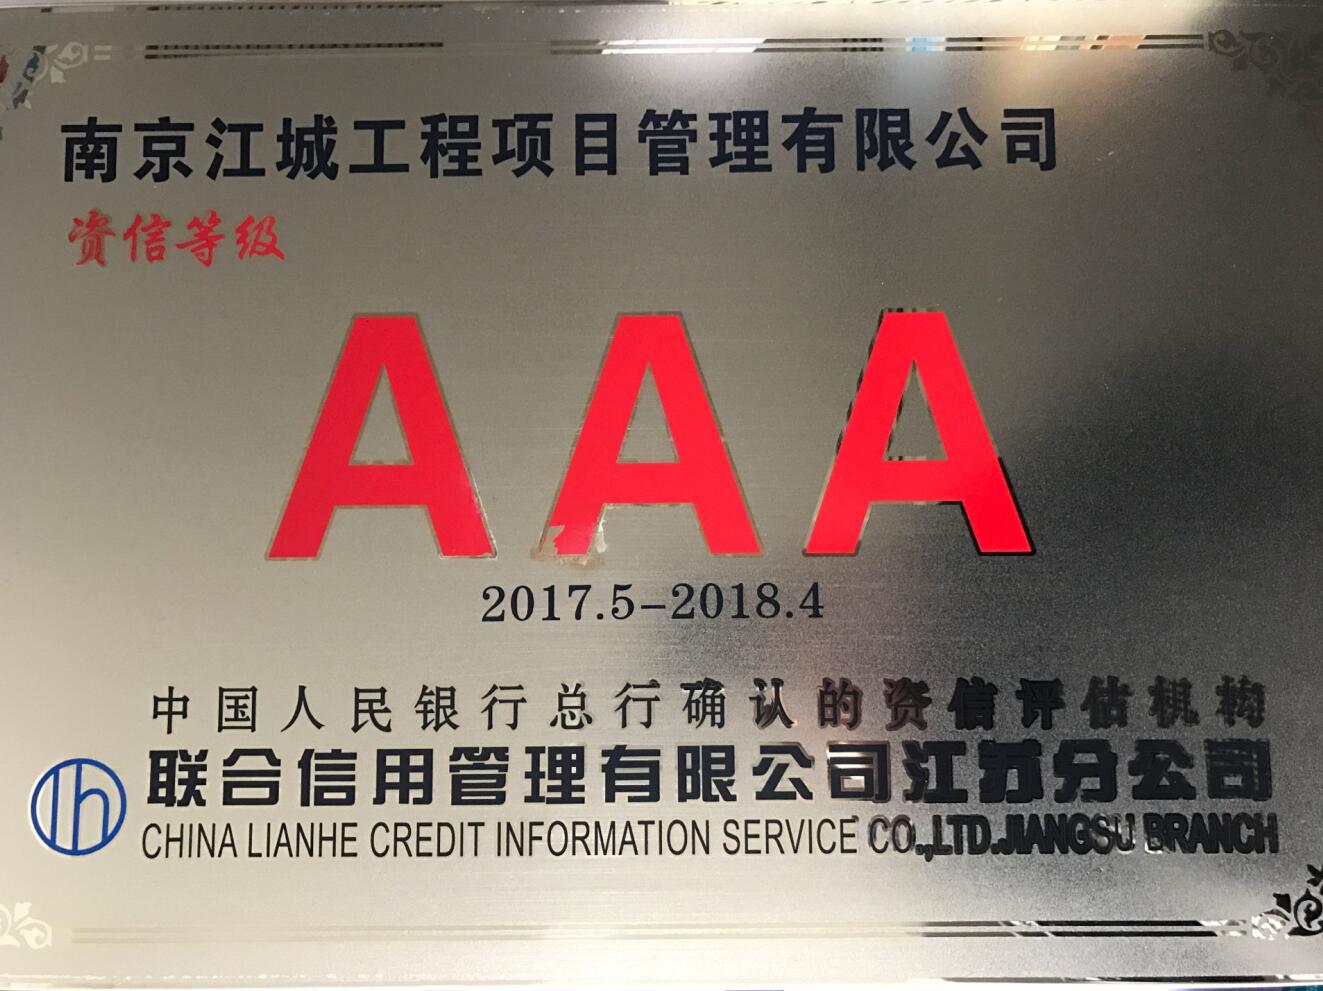 南京江城工程项目管理有限公司
资信等级
AAA
2017.5-2018.4
中国人民银行总行确认的资信评估机构
联合信用管理有限公司江苏分公司
CHINA LIANHE CREDIT INFORMATION SERVICE CO.,LTD.JIANGSU BRANCH